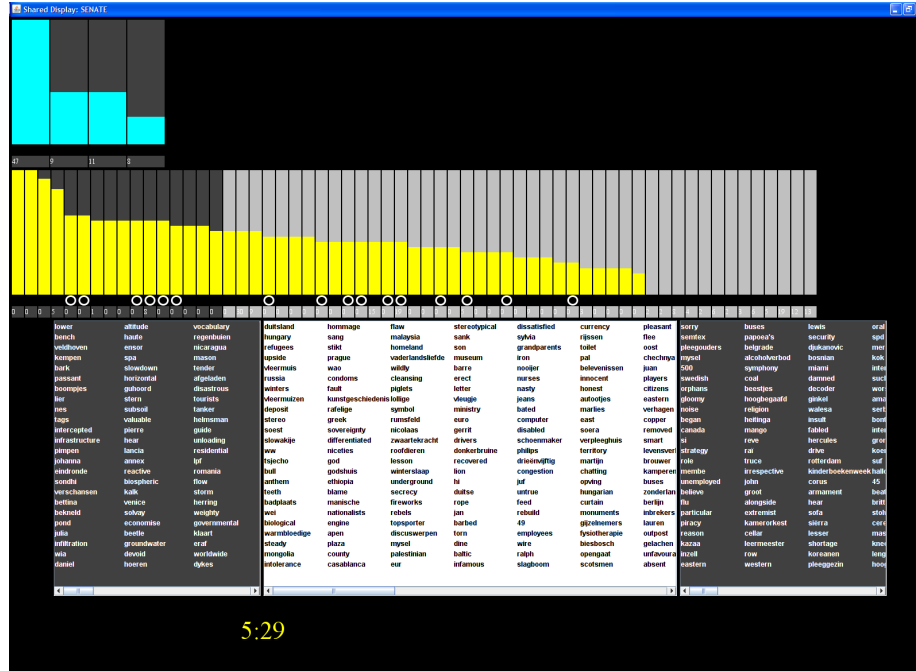 Shared Display: SENATE
47 9 11 8
lower altitude vocabulary duitsland hommage flaw stereotypical dissatisfied currency pleasant sorry buses lewis oral
bench haute regenbuien hungary sang malaysia sank sylvia rijssen flee semtex papoea's security spd
veldhoven ensor nicaragua refugees stikt homeland son grandparents toilet oost pleegouders belgrade djukanovic
kempen spa mason upside prague vaderlandsliefde museum iron pal chechnya alcoholverbod bosnian kok
bark slowdown tender vleermuis wao wildly barre nooijer belevenissen juan 500 symphony miami
passant horizontal afgeladen russia condoms cleansing erect nurses innocent players swedish coal damned
boompjes guhoord disastrous winters fault piglets letter nasty honest citizens orphans beestjes decoder
lier stern tourists vleermuizen kunstgeschiedenis lollige vleugje jeans autootjes eastern gloomy hoogbegaafd ginkel
nes subsoil tanker deposit rafelige symbol ministry bated marlies verhagen noise religion walesa
tags valuable helmsman stereo greek rumsfeld euro computer east coma began heitinga insult
intercepted pierre guide soest sovereignty nicolaas gerrit disabled soera removed canada mango fabled
infrastructure hear unloading slowakije differentiated zwaartekracht drivers schoenmaker verpleeghuis smart si reve hercules
pimpen lancia residential ww niceties roofdieren donkerbruine philips territory strategy rai drive
johanna annex lpf tsjecho god lesson recovered drieëinvijftig martijn brouwer role truce rotterdam suf
eindronde reactive romania bull godshuis winterslaap lion congestion chatting kamperen membe irrespective kinderboekenweek
sondhi biospheric flow anthem ethiopia underground hi juf opving buses unemployed john corus 45
verschansen kalk storm teeth blame secrecy duitse untrue hungarian believe groot armament
bettina venice herring badplaats manische fireworks rope feed curtain berlijn flu alongside hear
bekneld solvay weighty wei nationalists rebels jan rebuild monuments inbrekers particular extremist sofa
pond economise governmental biological engine topsporter barbed 49 gijzelnemers lauren piracy kamerorkest siërra
julia beetle klaart warmbloedige apen discuswerpen torn employees fysiotherapie outpost reason cellar lesser
infiltration groundwater eraf steady plaza mysel dine wire biesbosch gelachen kazaa leermeester shortage
wia devoid worldwide mongolia county palestinian baltic ralph opengaat inzell row koreanen
daniel hoeren dykes intolerance casablanca eur infamous slagboom scotsmen absent eastern western pleeggezin
5:29